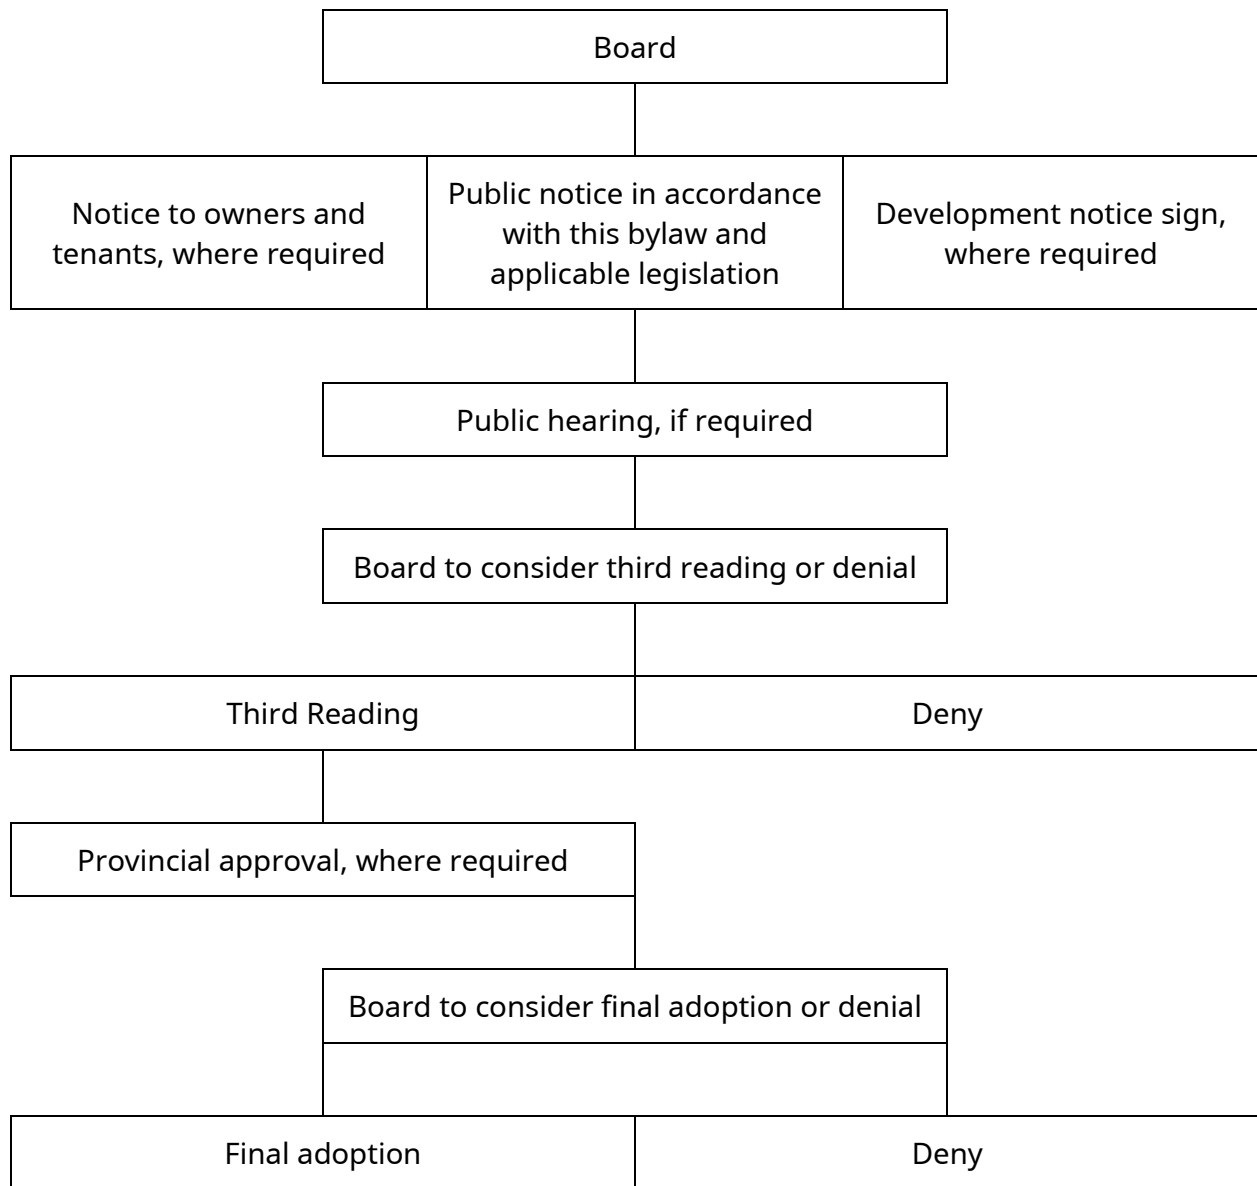 Board
Notice to owners and
tenants, where required
Public notice in accordance
with this bylaw and
applicable legislation
Development notice sign,
where required
Public hearing, if required
Board to consider third reading or denial
Third Reading
Deny
Provincial approval, where required
Board to consider final adoption or denial
Final adoption
Deny